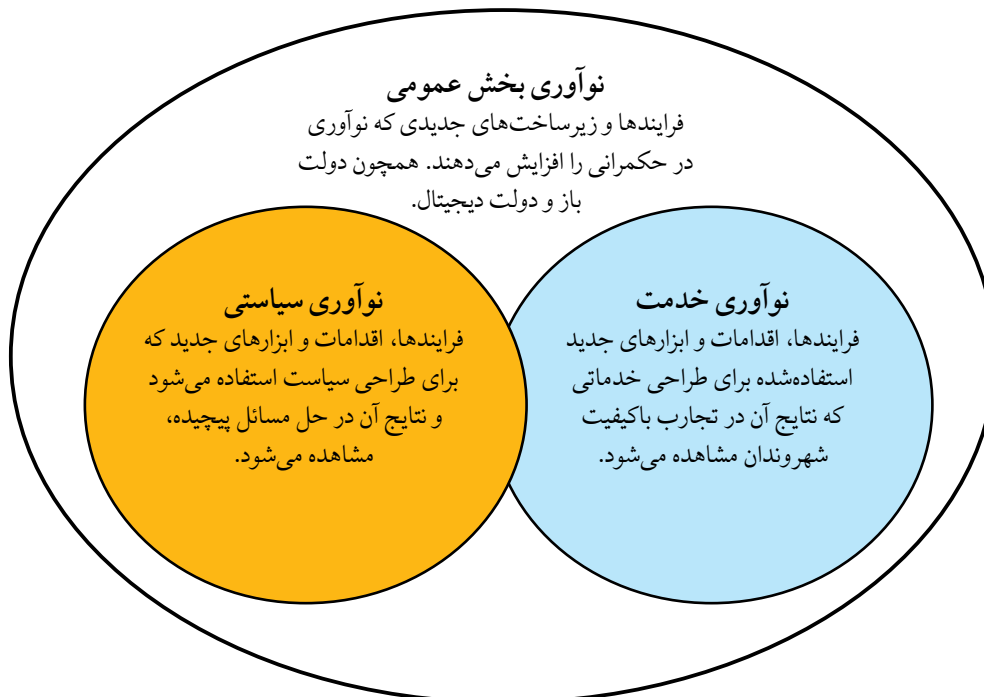 نوآوری بخش عمومی
فرایندها و زیرساخت‌های جدیدی که نوآوری
در حکمرانی را افزایش می‌دهند. همچون دولت
باز و دولت دیجیتال.
نوآوری خدمت
فرایندها، اقدامات و ابزارهای جدید
استفاده‌شده برای طراحی خدماتی
که نتایج آن در تجارب باکیفیت
شهروندان مشاهده می‌شود.
نوآوری سیاستی
فرایندها، اقدامات و ابزارهای جدید که
برای طراحی سیاست استفاده می‌شود
و نتایج آن در حل مسائل پیچیده،
مشاهده می‌شود.